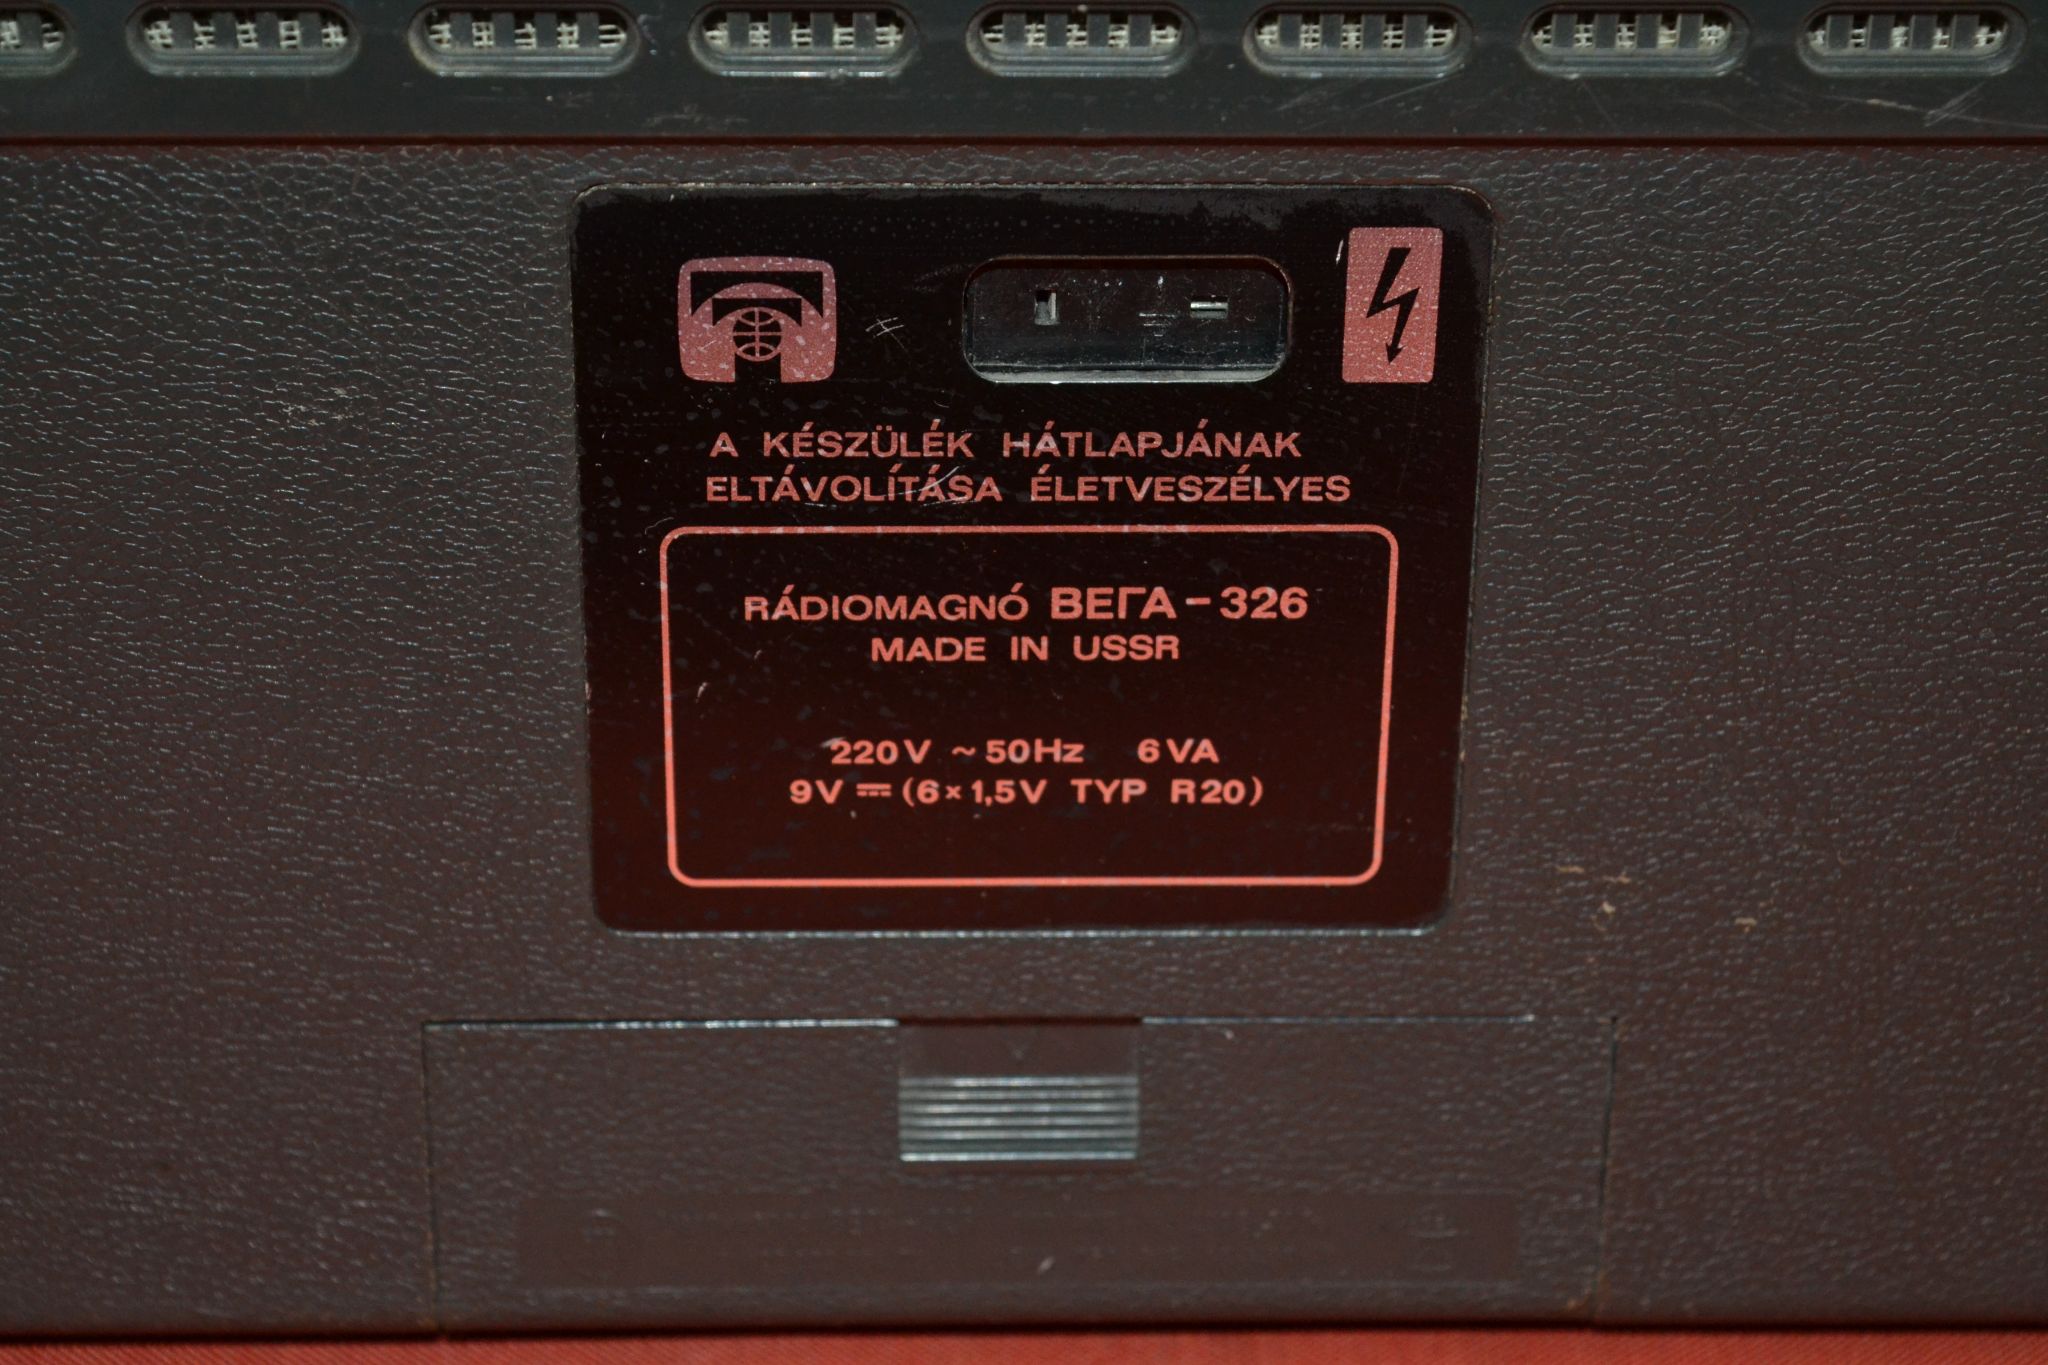 A KÉSZÜLÉK HÁTLAPJÁNAK
ELTÁVOLÍTÁSA ÉLETVESZÉLYES
RÁDIOMAGNÓ ВЕГА-326
MADE IN USSR
220V ~ 50Hz 6VA
9V ⎓ (6×1,5V TYP R20)